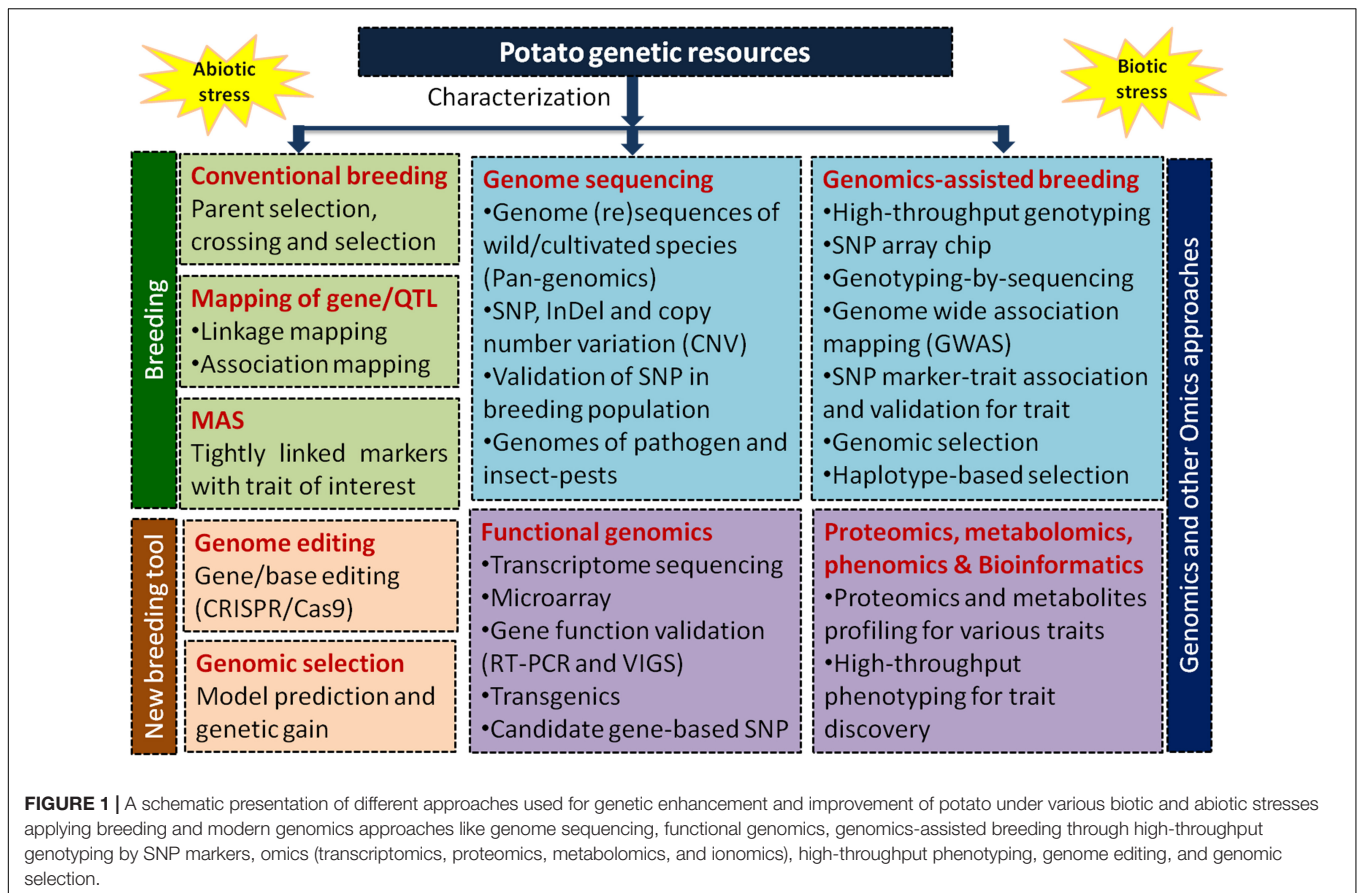 Potato genetic resources
Abiotic
stress
Biotic
stress
Characterization
Breeding
Conventional breeding
Parent selection,
crossing and selection
Mapping of gene/QTL
•Linkage mapping
•Association mapping
MAS
Tightly linked markers
with trait of interest
New breeding tool
Genome editing
Gene/base editing
(CRISPR/Cas9)
Genomic selection
Model prediction and
genetic gain
Genome sequencing
•Genome (re)sequences of
wild/cultivated species
(Pan-genomics)
•SNP, InDel and copy
number variation (CNV)
•Validation of SNP in
breeding population
•Genomes of pathogen and
insect-pests
Functional genomics
•Transcriptome sequencing
•Microarray
•Gene function validation
(RT-PCR and VIGS)
•Transgenics
•Candidate gene-based SNP
Genomics-assisted breeding
•High-throughput genotyping
•SNP array chip
•Genotyping-by-sequencing
•Genome wide association
mapping (GWAS)
•SNP marker-trait association
and validation for trait
•Genomic selection
•Haplotype-based selection
Proteomics, metabolomics,
phenomics & Bioinformatics
•Proteomics and metabolites
profiling for various traits
•High-throughput
phenotyping for trait
discovery
Genomics and other Omics approaches
FIGURE 1 | A schematic presentation of different approaches used for genetic enhancement and improvement of potato under various biotic and abiotic stresses
applying breeding and modern genomics approaches like genome sequencing, functional genomics, genomics-assisted breeding through high-throughput
genotyping by SNP markers, omics (transcriptomics, proteomics, metabolomics, and ionomics), high-throughput phenotyping, genome editing, and genomic
selection.